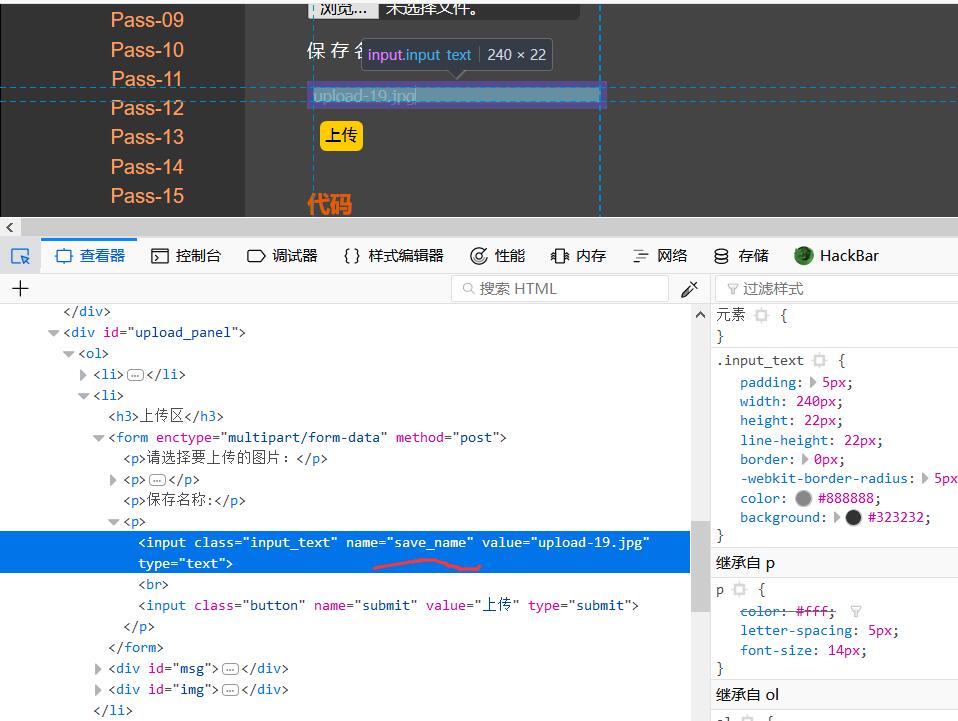 Pass-09
Pass-10
Pass-11
Pass-12
Pass-13
Pass-14
Pass-15
浏览... 未选择文件。
保存名
input.input_text 240 × 22
upload-19.jpg
上传
代码
查看器 控制台 调试器 {} 样式编辑器 性能 内存 网络 存储 HackBar
+ 搜索 HTML 过滤样式
</div>
<div id="upload_panel">
<ol>
<li>…</li>
<li>
<h3>上传区</h3>
<form enctype="multipart/form-data" method="post">
<p>请选择要上传的图片：</p>
<p>…</p>
<p>保存名称:</p>
<p>
<input class="input_text" name="save_name" value="upload-19.jpg"
type="text">
<br>
<input class="button" name="submit" value="上传" type="submit">
</p>
</form>
<div id="msg">…</div>
<div id="img">…</div>
</li>
元素 {
}
.input_text {
padding: 5px;
width: 240px;
height: 22px;
line-height: 22px;
border: 0px;
-webkit-border-radius: 5px
color: #888888;
background: #323232;
}
继承自 p
p {
color: #fff;
letter-spacing: 5px;
font-size: 14px;
}
继承自 ol